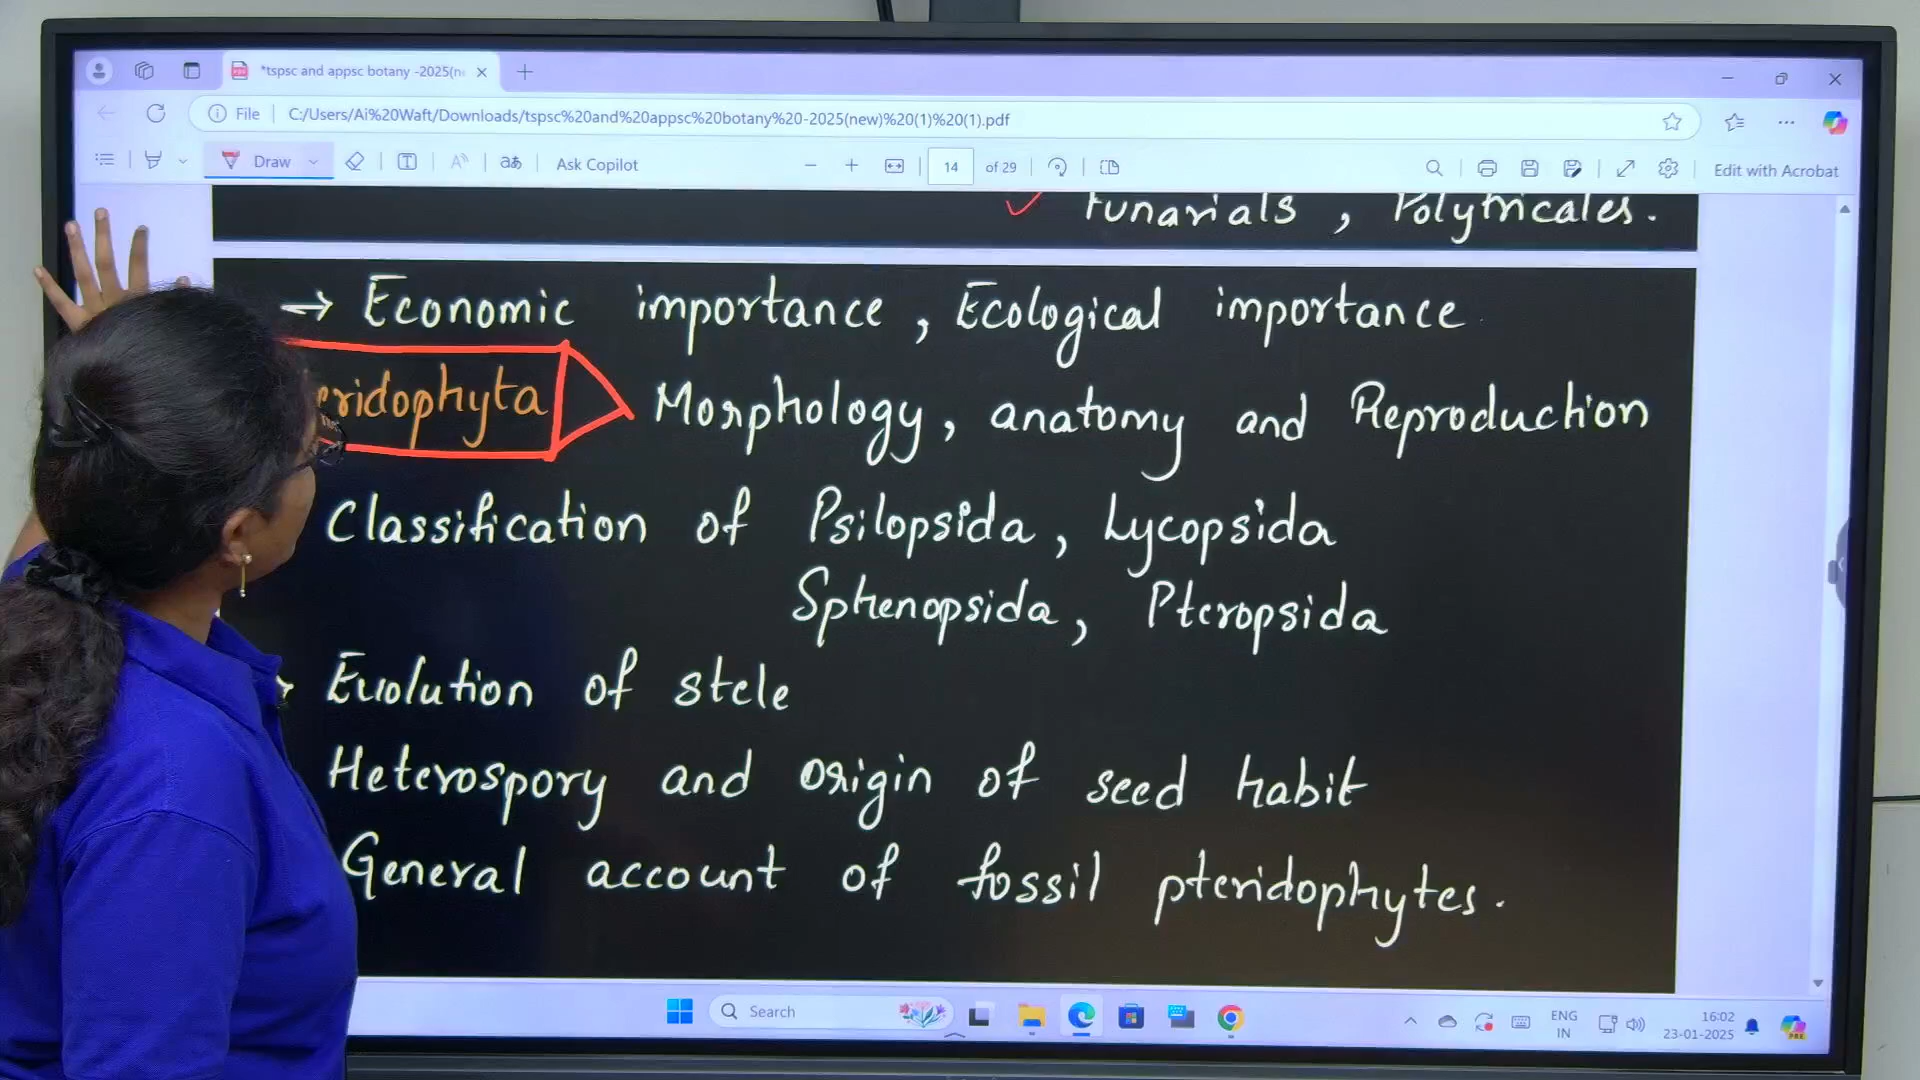 *tspsc and appsc botany -2025(n
File C:/Users/Ai%20Waft/Downloads/tspsc%20and%20appsc%20botany%20-2025(new)%20(1)%20(1).pdf
Draw Ask Copilot 14 of 29 Edit with Acrobat
Funarials , Polytricales.
→ Economic importance, Ecological importance
eridophyta Morphology, anatomy and Reproduction
Classification of Psilopsida, Lycopsida
Sphenopsida, Pteropsida
Evolution of stele
Heterospory and origin of seed habit
General account of fossil pteridophytes.
Search ENG 16:02
IN 23-01-2025